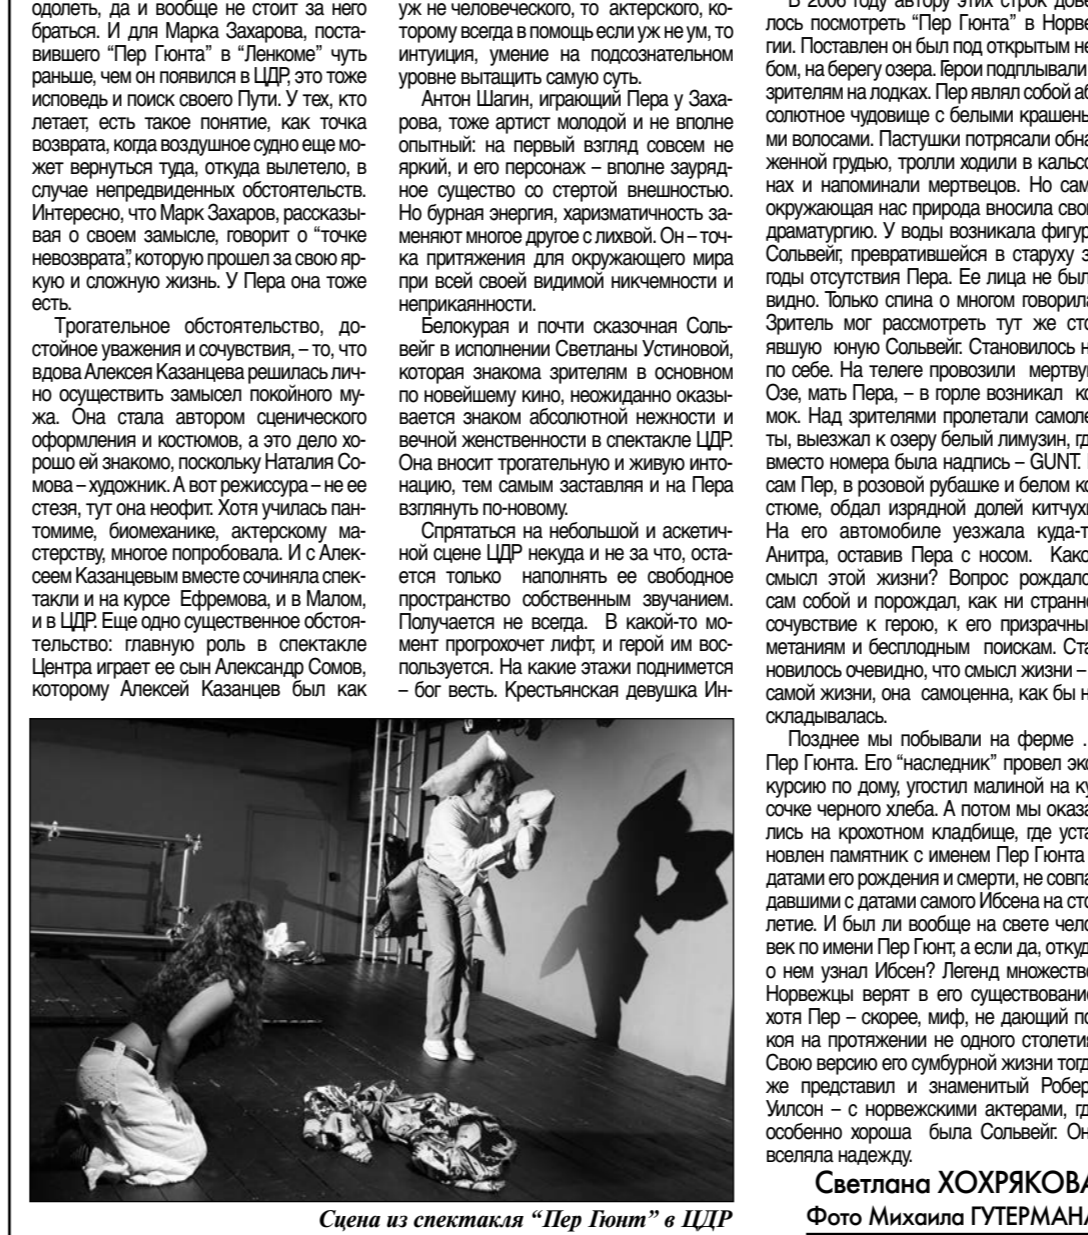 одолеть, да и вообще не стоит за него
браться. И для Марка Захарова, поста-
вившего "Пер Гюнта" в "Ленкоме" чуть
раньше, чем он появился в ЦДР, это тоже
исповедь и поиск своего Пути. У тех, кто
летает, есть такое понятие, как точка
возврата, когда воздушное судно еще мо-
жет вернуться туда, откуда вылетело, в
случае непредвиденных обстоятельств.
Интересно, что Марк Захаров, рассказы-
вая о своем замысле, говорит о "точке
невозврата", которую прошел за свою яр-
кую и сложную жизнь. У Пера она тоже
есть.
Трогательное обстоятельство, до-
стойное уважения и сочувствия, – то, что
вдова Алексея Казанцева решилась лич-
но осуществить замысел покойного му-
жа. Она стала автором сценического
оформления и костюмов, а это дело хо-
рошо ей знакомо, поскольку Наталия Со-
мова – художник. А вот режиссура – не ее
стезя, тут она неофит. Хотя училась пан-
томиме, биомеханике, актерскому ма-
стерству, многое попробовала. И с Алек-
сеем Казанцевым вместе сочиняла спек-
такли и на курсе Ефремова, и в Малом,
и в ЦДР. Еще одно существенное обстоя-
тельство: главную роль в спектакле
Центра играет ее сын Александр Сомов,
которому Алексей Казанцев был как
уж не человеческого, то актерского, ко-
торому всегда в помощь если уж не ум, то
интуиция, умение на подсознательном
уровне вытащить самую суть.
Антон Шагин, играющий Пера у Заха-
рова, тоже артист молодой и не вполне
опытный: на первый взгляд совсем не
яркий, и его персонаж – вполне зауряд-
ное существо со стертой внешностью.
Но бурная энергия, харизматичность за-
меняют многое другое с лихвой. Он – точ-
ка притяжения для окружающего мира
при всей своей видимой никчемности и
неприкаянности.
Белокурая и почти сказочная Соль-
вейг в исполнении Светланы Устиновой,
которая знакома зрителям в основном
по новейшему кино, неожиданно оказы-
вается знаком абсолютной нежности и
вечной женственности в спектакле ЦДР.
Она вносит трогательную и живую инто-
нацию, тем самым заставляя и на Пера
взглянуть по-новому.
Спрятаться на небольшой и аскетич-
ной сцене ЦДР некуда и не за что, оста-
ется только наполнять ее свободное
пространство собственным звучанием.
Получается не всегда. В какой-то мо-
мент прогрохочет лифт, и герой им вос-
пользуется. На какие этажи поднимется
– бог весть. Крестьянская девушка Ин-
В 2006 году автору этих строк дове
лось посмотреть "Пер Гюнта" в Норве
гии. Поставлен он был под открытым не
бом, на берегу озера. Герои подплывали
зрителям на лодках. Пер являл собой аб
солютное чудовище с белыми крашены
ми волосами. Пастушки потрясали обна
женной грудью, тролли ходили в кальсо
нах и напоминали мертвецов. Но сам
окружающая нас природа вносила сво
драматургию. У воды возникала фигур
Сольвейг, превратившейся в старуху з
годы отсутствия Пера. Ее лица не был
видно. Только спина о многом говорила
Зритель мог рассмотреть тут же сто
явшую юную Сольвейг. Становилось н
по себе. На телеге провозили мертву
Озе, мать Пера, – в горле возникал ко
мок. Над зрителями пролетали самоле
ты, выезжал к озеру белый лимузин, гд
вместо номера была надпись – GUNT.
сам Пер, в розовой рубашке и белом ко
стюме, обдал изрядной долей китчух
На его автомобиле уезжала куда-т
Анитра, оставив Пера с носом. Како
смысл этой жизни? Вопрос рождалс
сам собой и порождал, как ни странно
сочувствие к герою, к его призрачны
метаниям и бесплодным поискам. Ста
новилось очевидно, что смысл жизни –
самой жизни, она самоценна, как бы н
складывалась.
Позднее мы побывали на ферме .
Пер Гюнта. Его "наследник" провел экс
курсию по дому, угостил малиной на ку
сочке черного хлеба. А потом мы оказа
лись на крохотном кладбище, где уста
новлен памятник с именем Пер Гюнта
датами его рождения и смерти, не совпа
давшими с датами самого Ибсена на сто
летие. И был ли вообще на свете чело
век по имени Пер Гюнт, а если да, откуд
о нем узнал Ибсен? Легенд множество
Норвежцы верят в его существование
хотя Пер – скорее, миф, не дающий по
коя на протяжении не одного столетия
Свою версию его сумбурной жизни тогд
же представил и знаменитый Робер
Уилсон – с норвежскими актерами, гд
особенно хороша была Сольвейг. Он
вселяла надежду.
Светлана ХОХРЯКОВА
Фото Михаила ГУТЕРМАНА
Сцена из спектакля "Пер Гюнт" в ЦДР